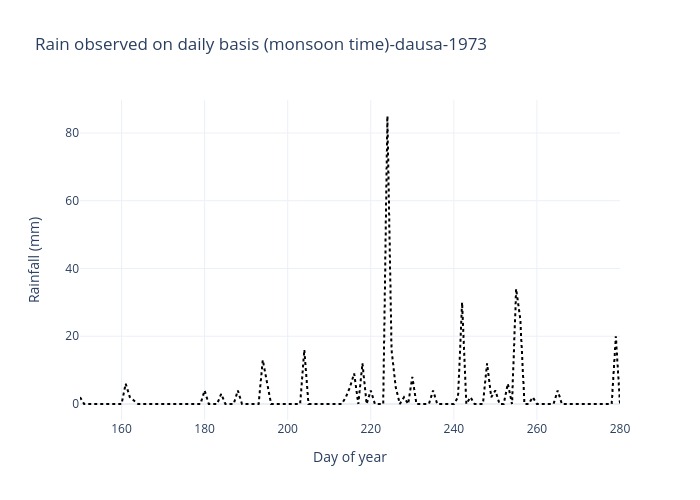 Rain observed on daily basis (monsoon time)-dausa-1973
80
60
40
20
0
Rainfall (mm)
160 180 200 220 240 260 280
Day of year